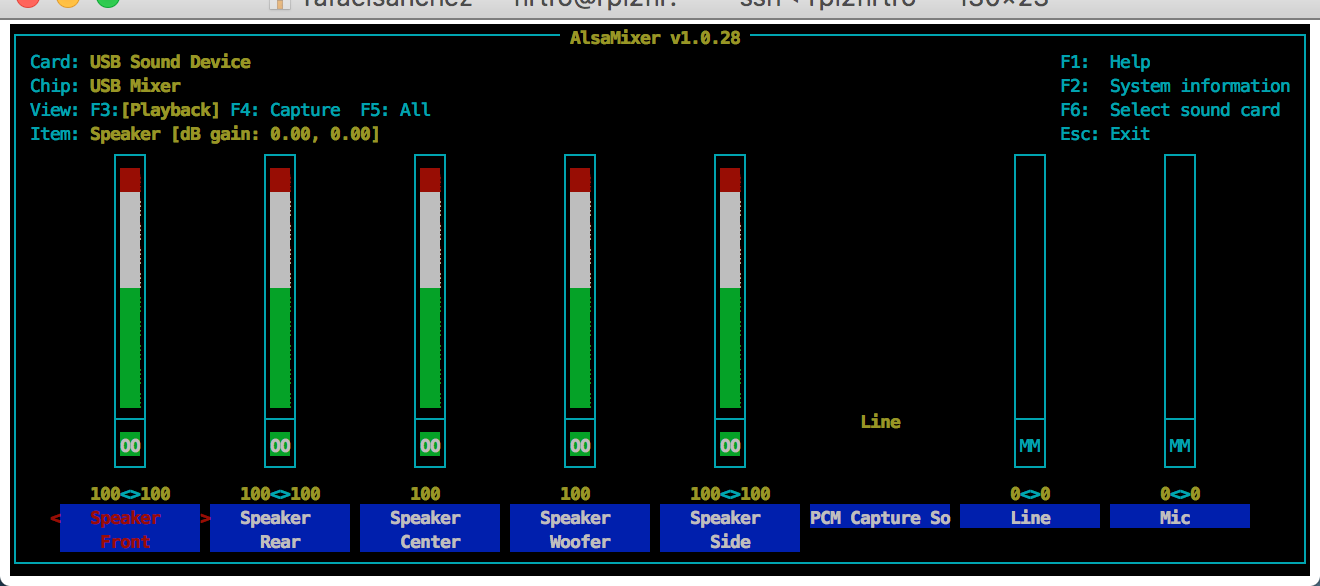 AlsaMixer v1.0.28
Card: USB Sound Device F1: Help
Chip: USB Mixer F2: System information
View: F3:[Playback] F4: Capture F5: All F6: Select sound card
Item: Speaker [dB gain: 0.00, 0.00] Esc: Exit
Line
OO OO OO OO OO MM MM
100<>100 100<>100 100 100 100<>100 0<>0 0<>0
< Speaker > Speaker Speaker Speaker Speaker PCM Capture So Line Mic
Front Rear Center Woofer Side